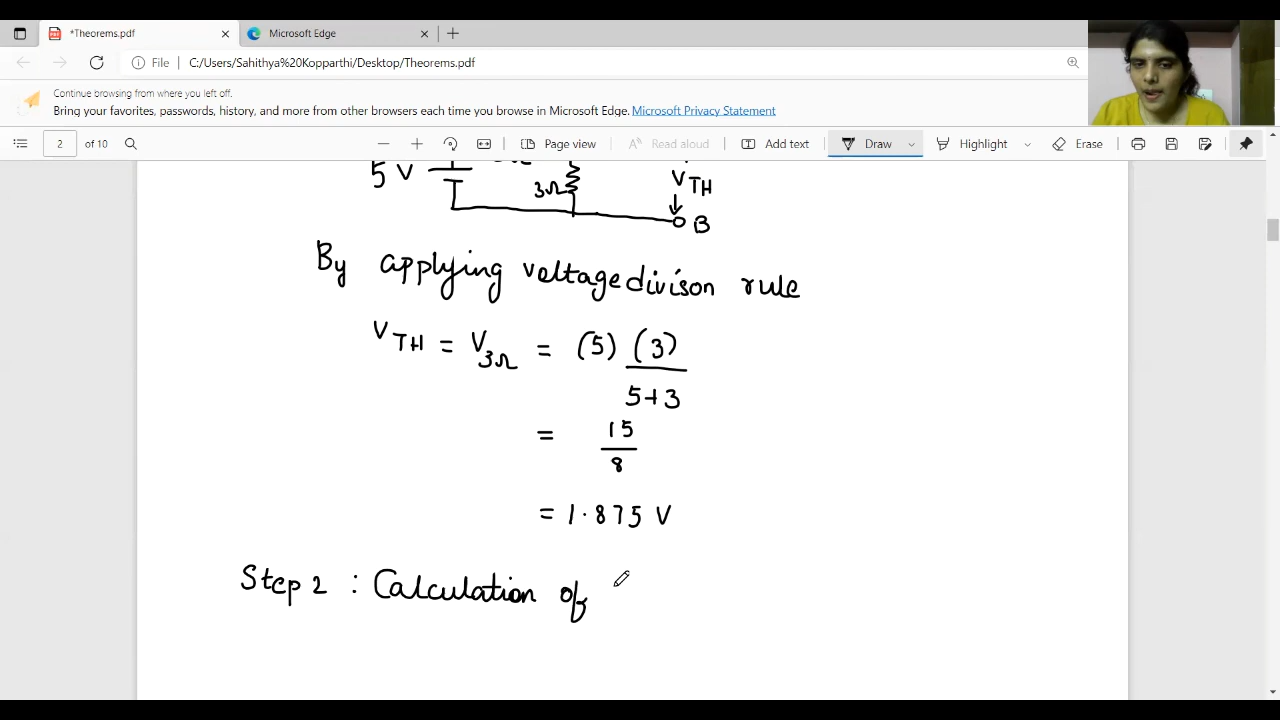 *Theorems.pdf
Microsoft Edge
File C:/Users/Sahithya%20Kopparthi/Desktop/Theorems.pdf
Continue browsing from where you left off.
Bring your favorites, passwords, history, and more from other browsers each time you browse in Microsoft Edge. Microsoft Privacy Statement
2 of 10 Page view Read aloud Add text Draw Highlight Erase
5 V 3Ω V TH
B
By applying voltage divison rule
V TH = V 3Ω = (5) (3)
5+3
= 15
8
= 1.875 V
Step 2 : Calculation of